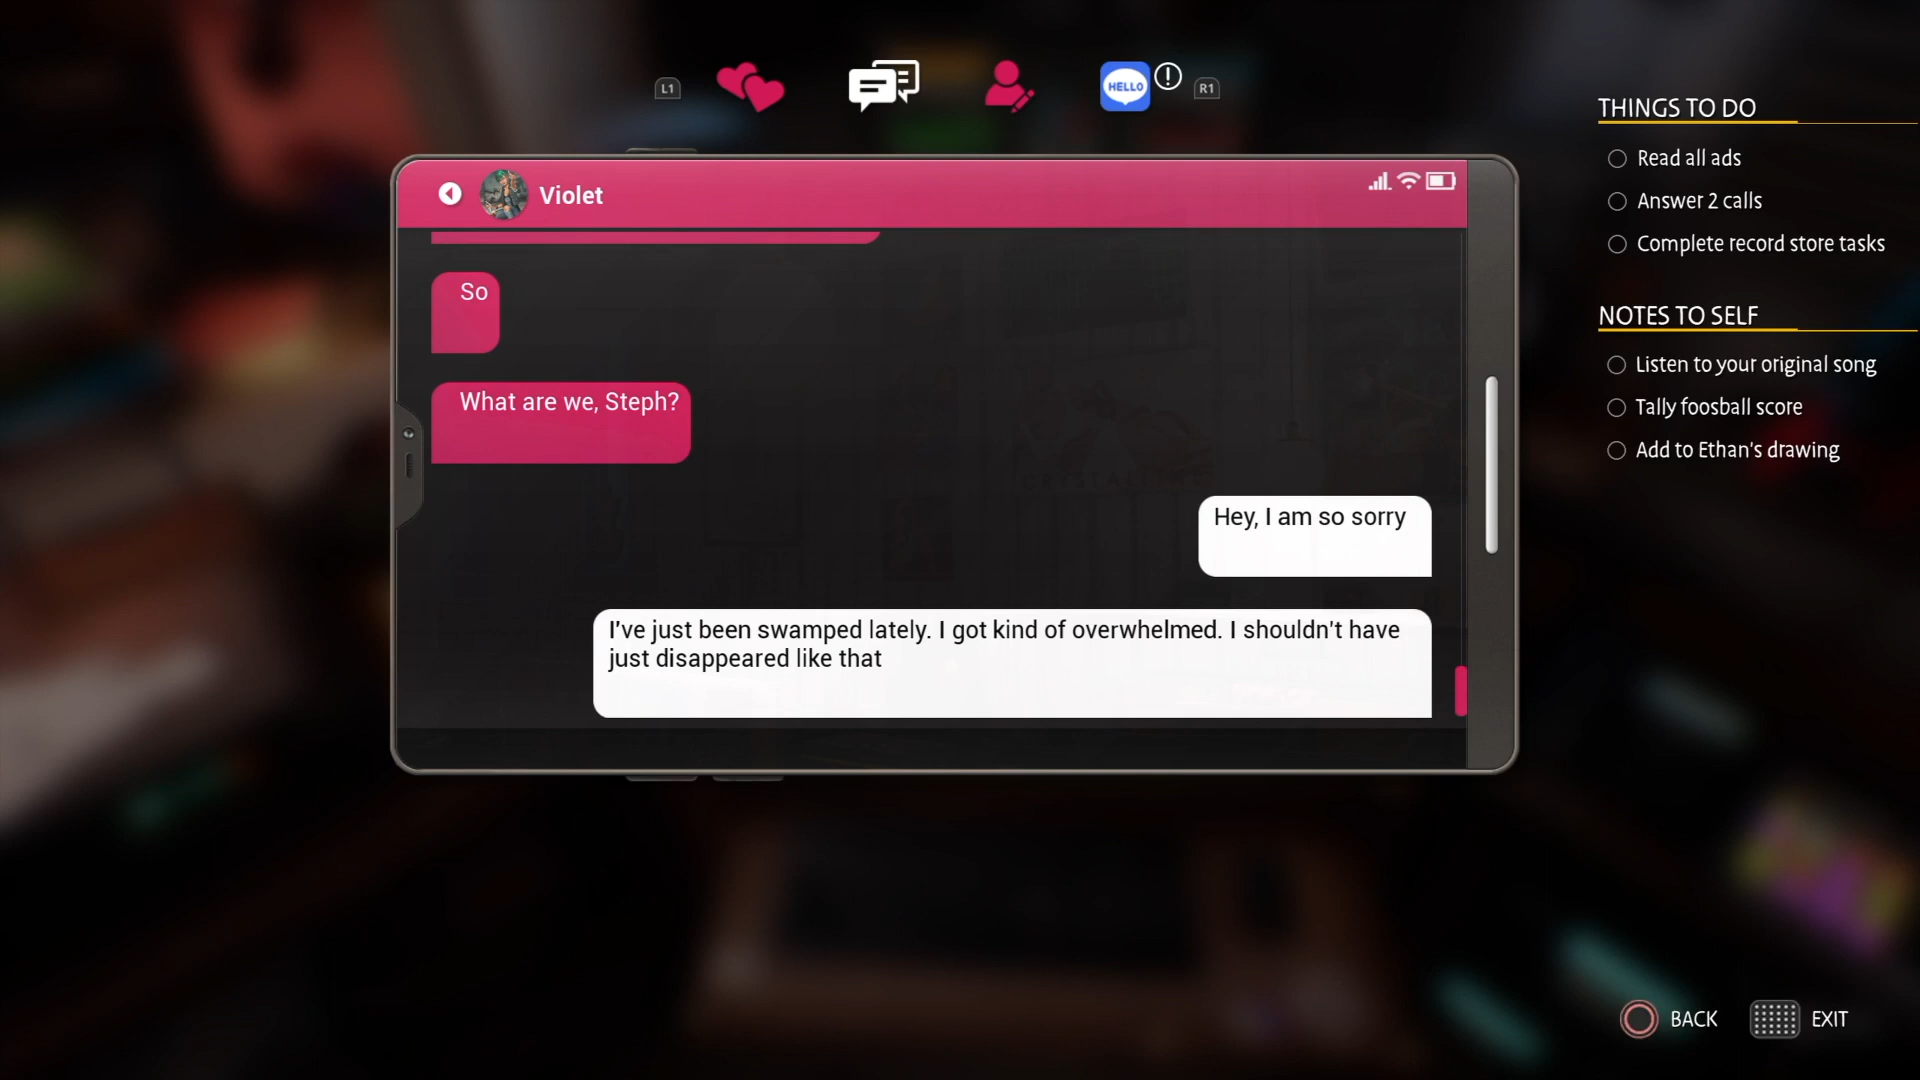 L1
HELLO
!
R1
Violet
So
What are we, Steph?
Hey, I am so sorry
I've just been swamped lately. I got kind of overwhelmed. I shouldn't have
just disappeared like that
THINGS TO DO
Read all ads
Answer 2 calls
Complete record store tasks
NOTES TO SELF
Listen to your original song
Tally foosball score
Add to Ethan's drawing
BACK
EXIT